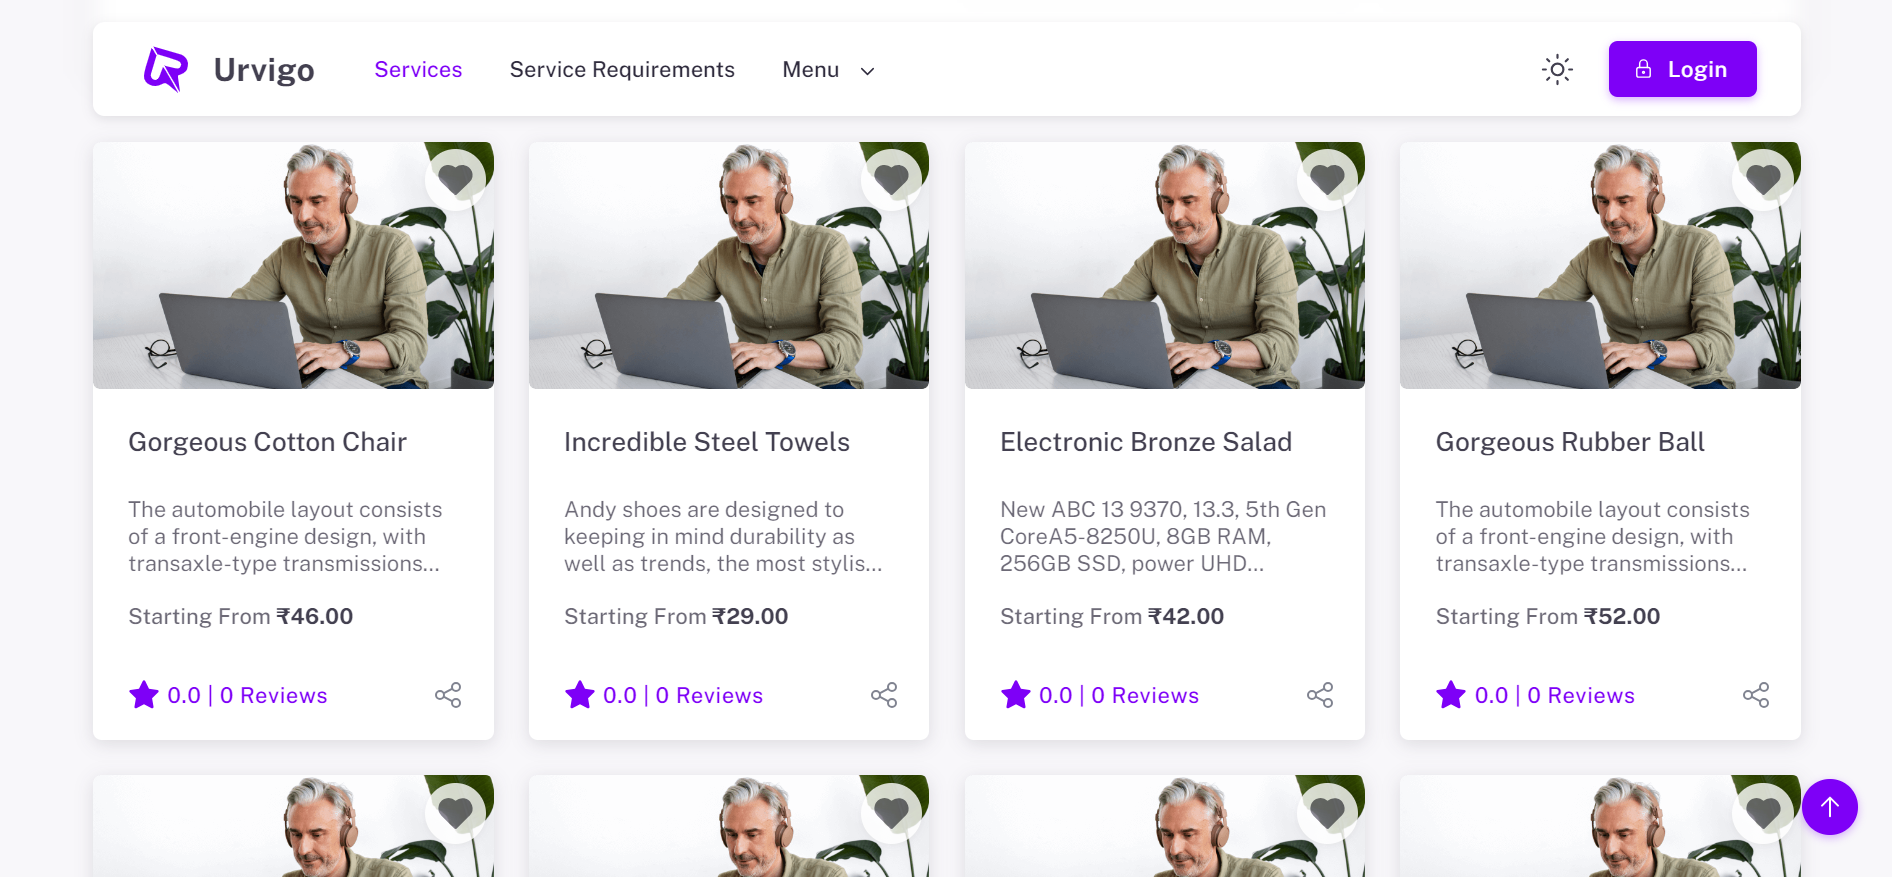 Urvigo
Services
Service Requirements
Menu
Login
Gorgeous Cotton Chair
The automobile layout consists
of a front-engine design, with
transaxle-type transmissions...
Starting From ₹46.00
0.0 | 0 Reviews
Incredible Steel Towels
Andy shoes are designed to
keeping in mind durability as
well as trends, the most stylis...
Starting From ₹29.00
0.0 | 0 Reviews
Electronic Bronze Salad
New ABC 13 9370, 13.3, 5th Gen
CoreA5-8250U, 8GB RAM,
256GB SSD, power UHD...
Starting From ₹42.00
0.0 | 0 Reviews
Gorgeous Rubber Ball
The automobile layout consists
of a front-engine design, with
transaxle-type transmissions...
Starting From ₹52.00
0.0 | 0 Reviews